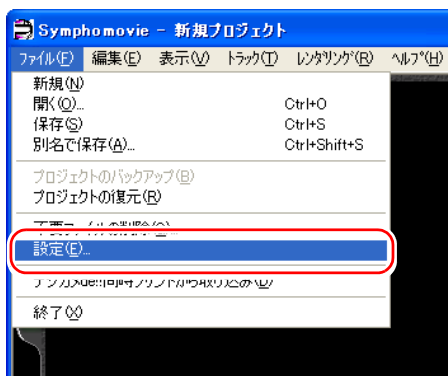 Symphomovie - 新規プロジェクト
ファイル(F) 編集(E) 表示(V) トラック(T) レンダリング(R) ヘルプ(H)
新規(N)
開く(O)... Ctrl+O
保存(S) Ctrl+S
別名で保存(A)... Ctrl+Shift+S
プロジェクトのバックアップ(B)
プロジェクトの復元(R)
設定(E)...
終了(X)